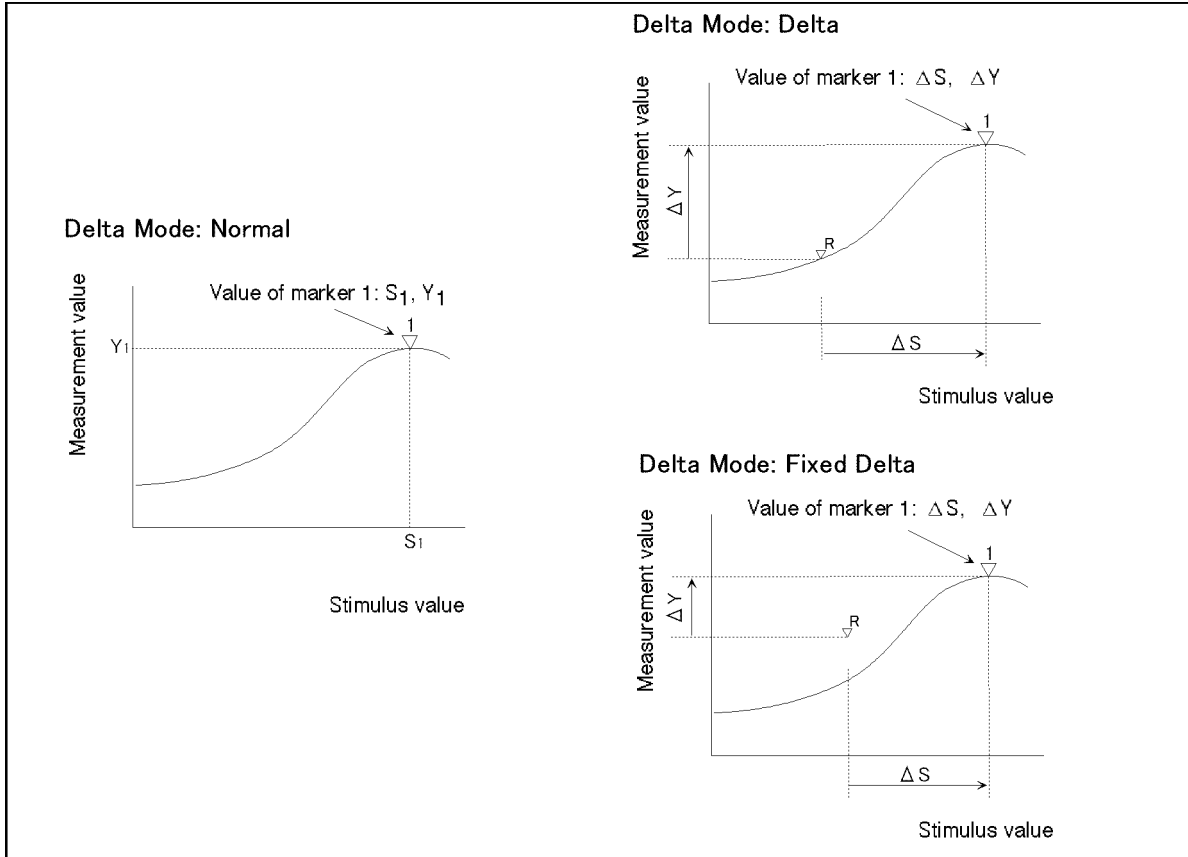 Delta Mode: Normal
Value of marker 1: S1, Y1
1
Y1
Measurement value
S1
Stimulus value
Delta Mode: Delta
Value of marker 1: ΔS, ΔY
1
Measurement value
ΔY
R
ΔS
Stimulus value
Delta Mode: Fixed Delta
Value of marker 1: ΔS, ΔY
1
Measurement value
ΔY
R
ΔS
Stimulus value